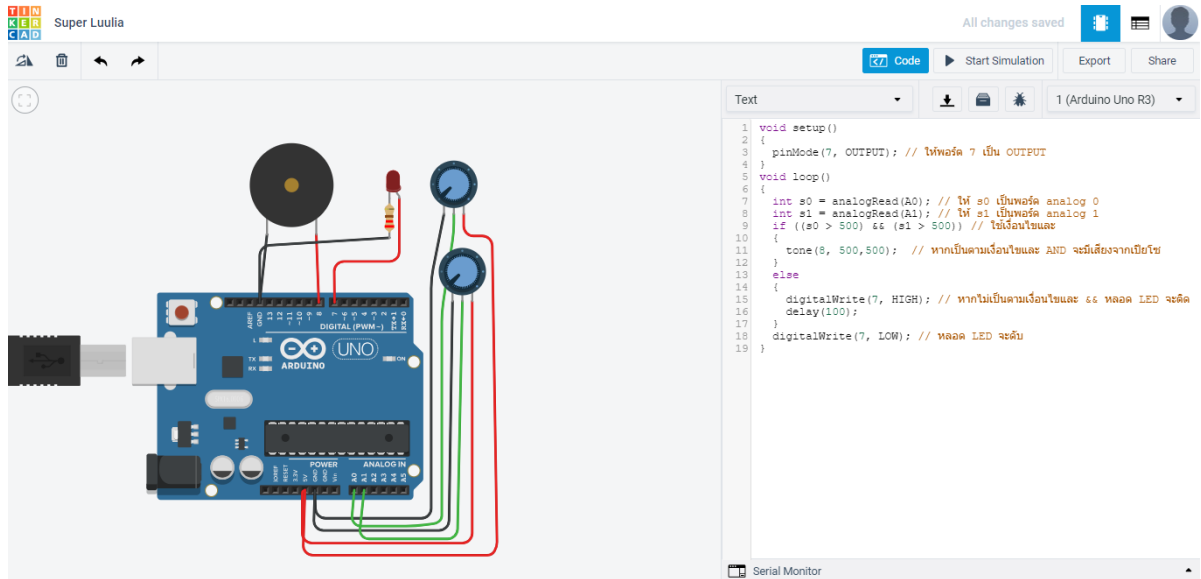 TIN
KER
CAD
Super Luulia
All changes saved
Code
Start Simulation
Export
Share
Text
1 (Arduino Uno R3)
1 void setup()
2 {
3 pinMode(7, OUTPUT); // ให้พอร์ต 7 เป็น OUTPUT
4 }
5 void loop()
6 {
7 int s0 = analogRead(A0); // ให้ s0 เป็นพอร์ต analog 0
8 int s1 = analogRead(A1); // ให้ s1 เป็นพอร์ต analog 1
9 if ((s0 > 500) && (s1 > 500)) // ใช้เงื่อนไขและ
10 {
11 tone(8, 500,500); // หากเป็นตามเงื่อนไขและ AND จะมีเสียงจากเปียโซ
12 }
13 else
14 {
15 digitalWrite(7, HIGH); // หากไม่เป็นตามเงื่อนไขและ && หลอด LED จะติด
16 delay(100);
17 }
18 digitalWrite(7, LOW); // หลอด LED จะดับ
19 }
AREF
GND
13
12
~11
~10
~9
8
7
~6
~5
4
~3
2
TX→1
RX←0
DIGITAL (PWM~)
L
TX
RX
UNO
ON
ARDUINO
POWER
ANALOG IN
IOREF
RESET
3.3V
5V
GND
GND
Vin
A0
A1
A2
A3
A4
A5
Serial Monitor